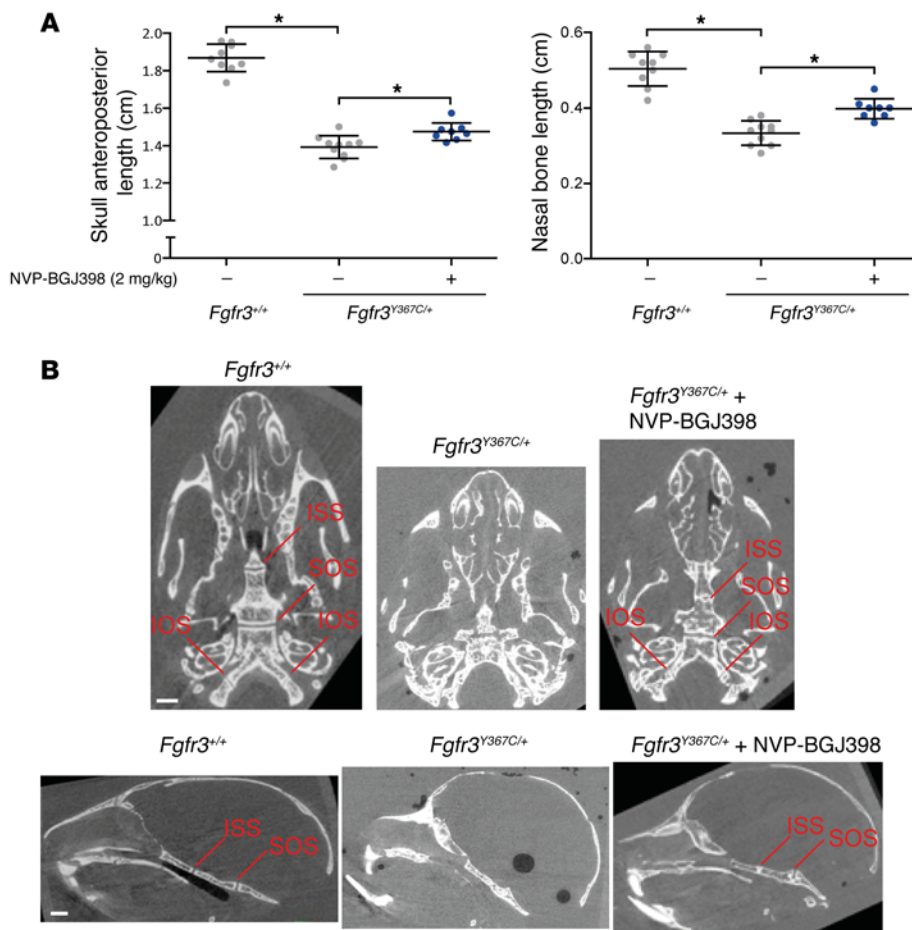 A
Skull anteroposterior
length (cm)
2.0
1.8
1.6
1.4
1.2
1.0
0
*
*
NVP-BGJ398 (2 mg/kg)
–
–
+
Fgfr3+/+
Fgfr3Y367C/+
Nasal bone length (cm)
0.6
0.4
0.2
0.0
*
*
–
–
+
Fgfr3+/+
Fgfr3Y367C/+
B
Fgfr3+/+
ISS
SOS
IOS
IOS
Fgfr3Y367C/+
Fgfr3Y367C/+ +
NVP-BGJ398
ISS
SOS
IOS
IOS
Fgfr3+/+
ISS
SOS
Fgfr3Y367C/+
Fgfr3Y367C/+ + NVP-BGJ398
ISS
SOS